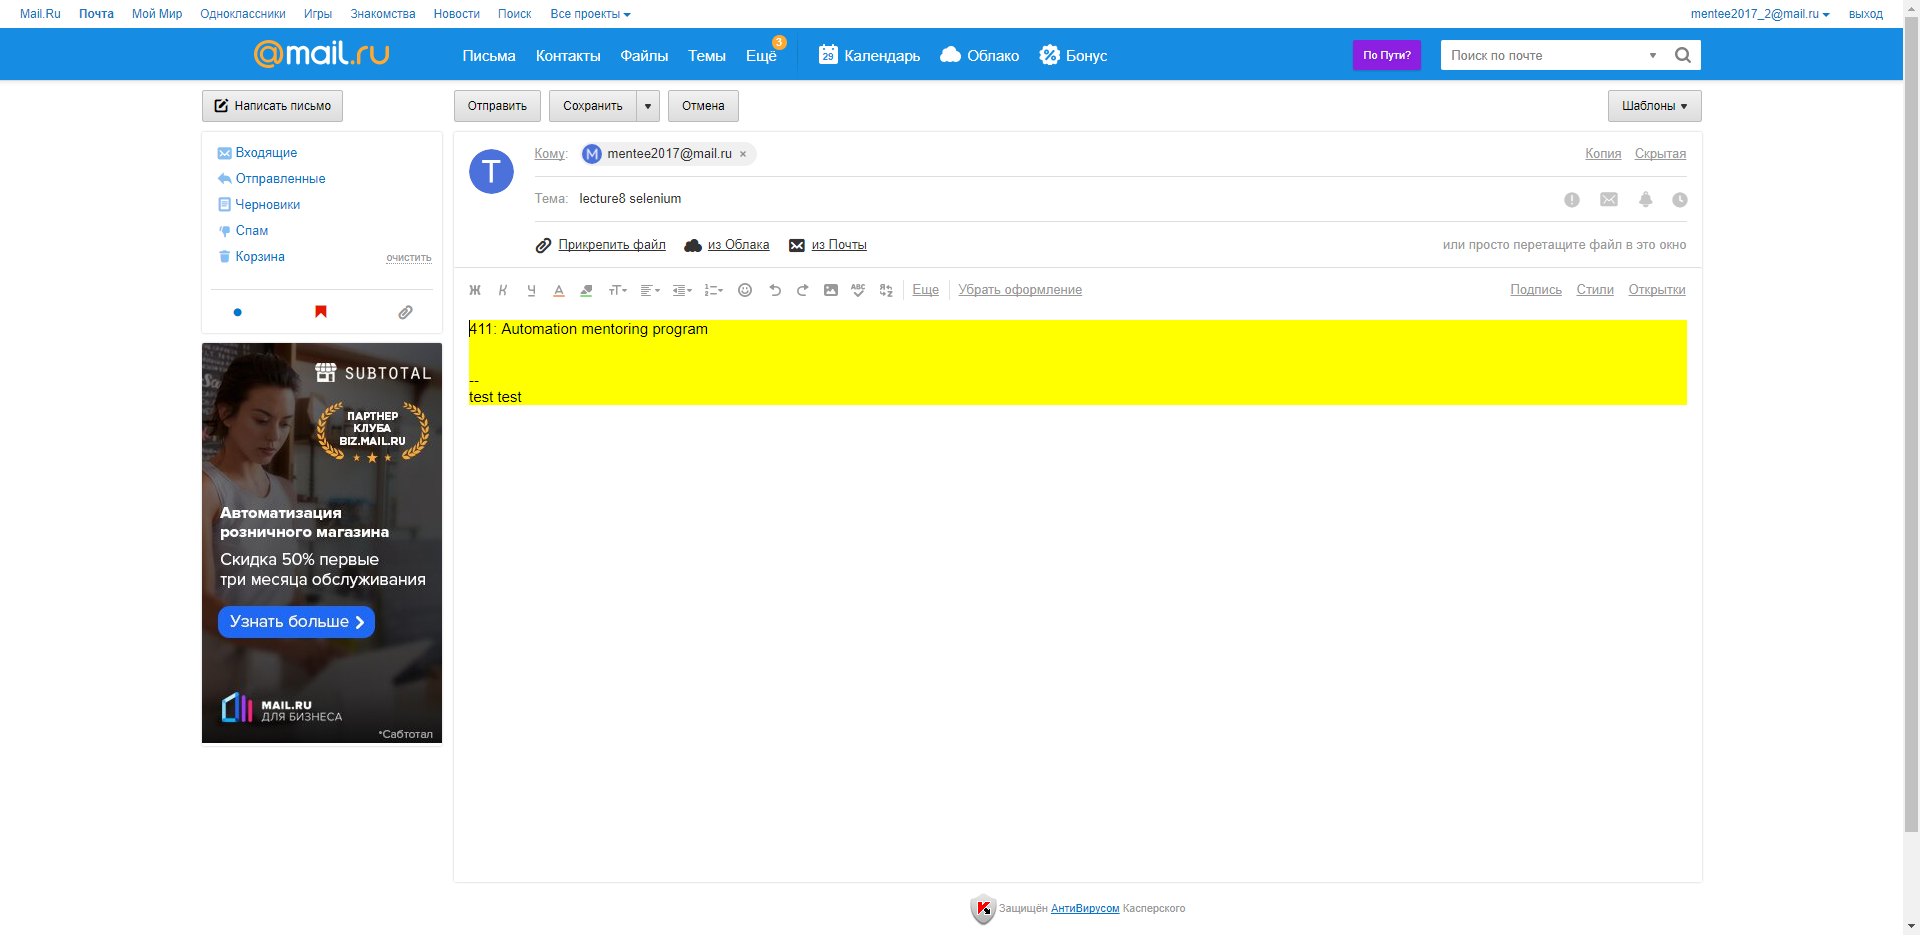 Mail.Ru Почта Мой Мир Одноклассники Игры Знакомства Новости Поиск Все проекты mentee2017_2@mail.ru выход
@mail.ru Письма Контакты Файлы Темы Ещё 3 29 Календарь Облако Бонус По Пути? Поиск по почте
Написать письмо Отправить Сохранить Отмена Шаблоны
Входящие
Отправленные
Черновики
Спам
Корзина очистить
T Кому: M mentee2017@mail.ru × Копия Скрытая
Тема: lecture8 selenium
Прикрепить файл из Облака из Почты или просто перетащите файл в это окно
Ж К Ч А тТ ABC Еще Убрать оформление Подпись Стили Открытки
411: Automation mentoring program
--
test test
SUBTOTAL
ПАРТНЕР
КЛУБА
BIZ.MAIL.RU
Автоматизация
розничного магазина
Скидка 50% первые
три месяца обслуживания
Узнать больше
MAIL.RU
ДЛЯ БИЗНЕСА
*Сабтотал
Защищён АнтиВирусом Касперского